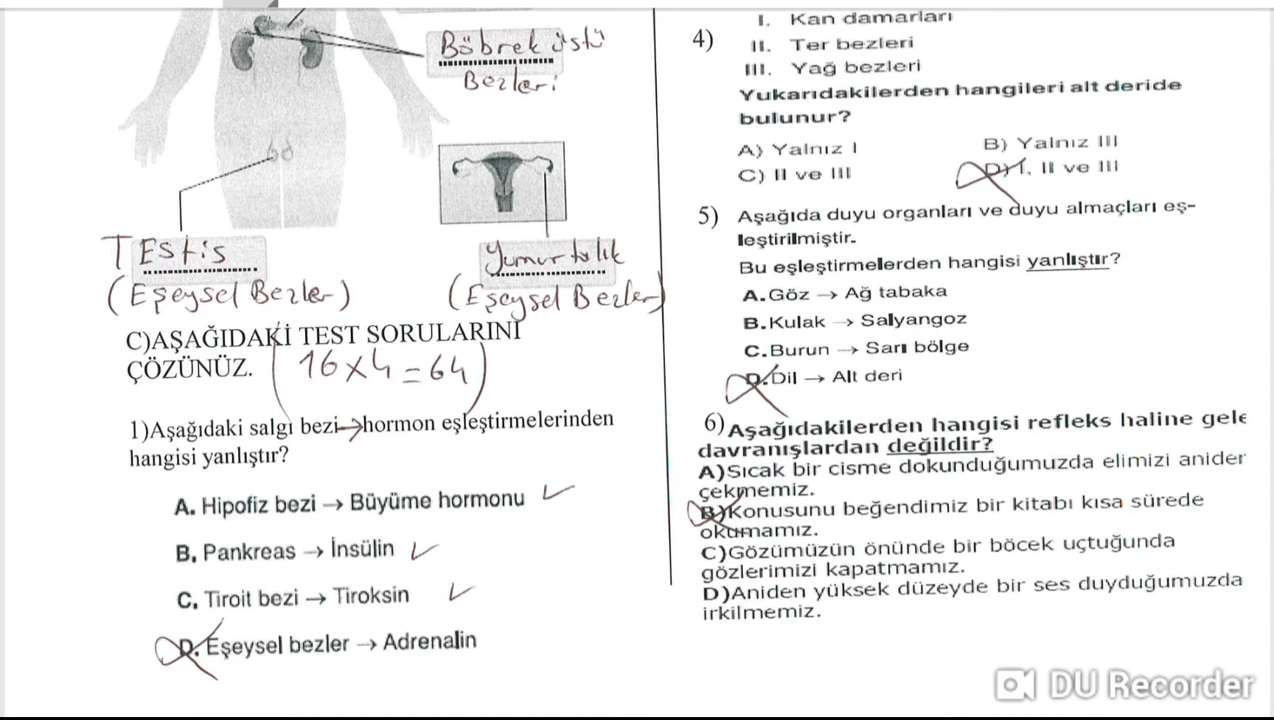 Böbrek üstü
Bezleri
TEstis
(Eşeysel Bezler)
Yumurtalık
(Eşeysel Bezler)
C)AŞAĞIDAKİ TEST SORULARINI
ÇÖZÜNÜZ. (16x4=64)
1)Aşağıdaki salgı bezi→hormon eşleştirmelerinden
hangisi yanlıştır?
A. Hipofiz bezi → Büyüme hormonu
B. Pankreas → İnsülin
C. Tiroit bezi → Tiroksin
D. Eşeysel bezler → Adrenalin
4)
I. Kan damarları
II. Ter bezleri
III. Yağ bezleri
Yukarıdakilerden hangileri alt deride
bulunur?
A) Yalnız I B) Yalnız III
C) II ve III D) I, II ve III
5) Aşağıda duyu organları ve duyu almaçları eş-
leştirilmiştir.
Bu eşleştirmelerden hangisi yanlıştır?
A.Göz → Ağ tabaka
B.Kulak → Salyangoz
C.Burun → Sarı bölge
D.Dil → Alt deri
6)Aşağıdakilerden hangisi refleks haline gele
davranışlardan değildir?
A)Sıcak bir cisme dokunduğumuzda elimizi anider
çekmemiz.
B)Konusunu beğendimiz bir kitabı kısa sürede
okumamız.
C)Gözümüzün önünde bir böcek uçtuğunda
gözlerimizi kapatmamız.
D)Aniden yüksek düzeyde bir ses duyduğumuzda
irkilmemiz.
DU Recorder